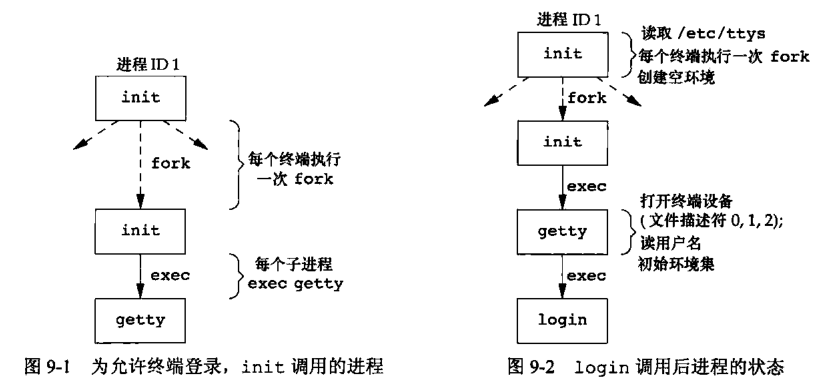 进程 ID 1
init
fork
每个终端执行
一次 fork
init
exec
每个子进程
exec getty
getty
图 9-1 为允许终端登录，init 调用的进程
进程 ID 1
init
读取 /etc/ttys
每个终端执行一次 fork
创建空环境
fork
init
exec
getty
打开终端设备
(文件描述符 0, 1, 2);
读用户名
初始环境集
exec
login
图 9-2 login 调用后进程的状态